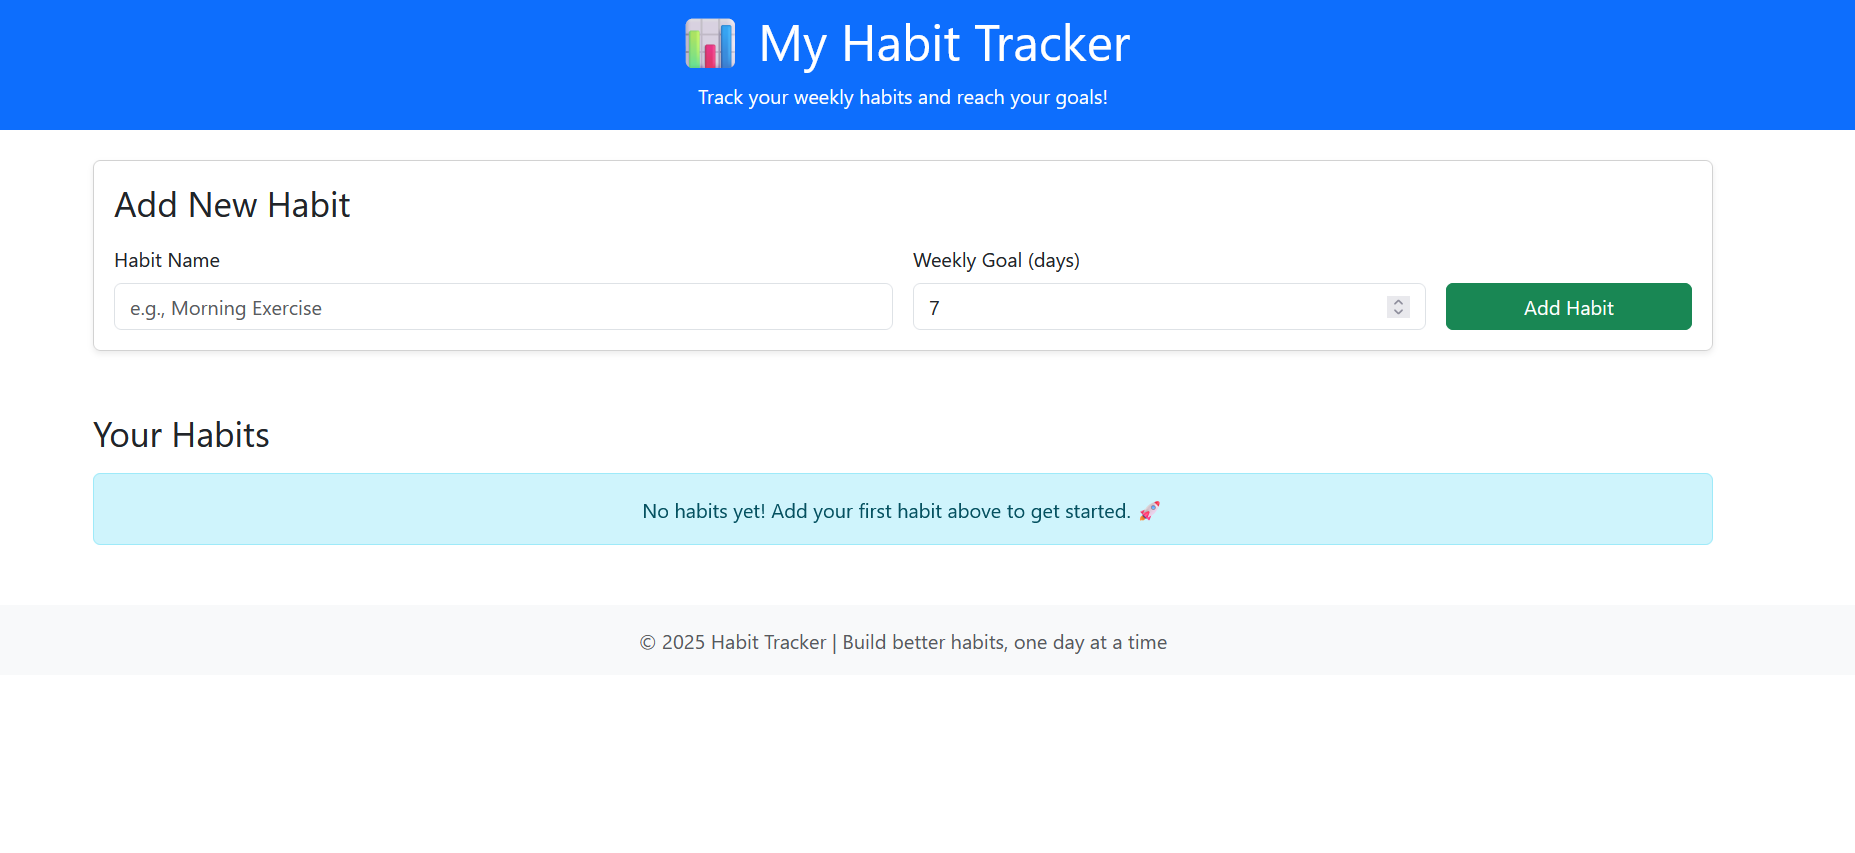 My Habit Tracker
Track your weekly habits and reach your goals!
Add New Habit
Habit Name
Weekly Goal (days)
e.g., Morning Exercise
7
Add Habit
Your Habits
No habits yet! Add your first habit above to get started. 🚀
© 2025 Habit Tracker | Build better habits, one day at a time